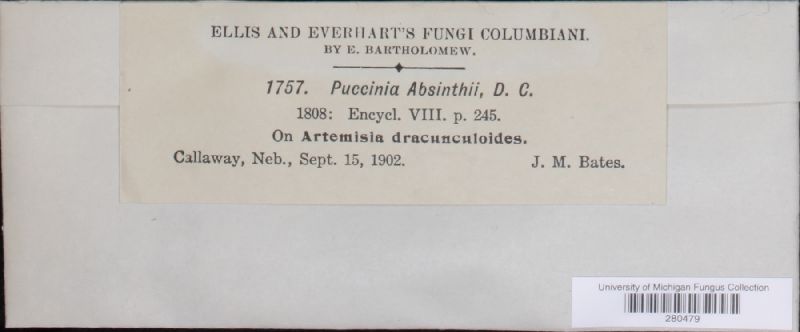 ELLIS AND EVERHART'S FUNGI COLUMBIANI.
BY E. BARTHOLOMEW.
1757. Puccinia Absinthii, D. C.
1808: Encycl. VIII. p. 245.
On Artemisia dracunculoides.
Callaway, Neb., Sept. 15, 1902. J. M. Bates.
University of Michigan Fungus Collection
280479